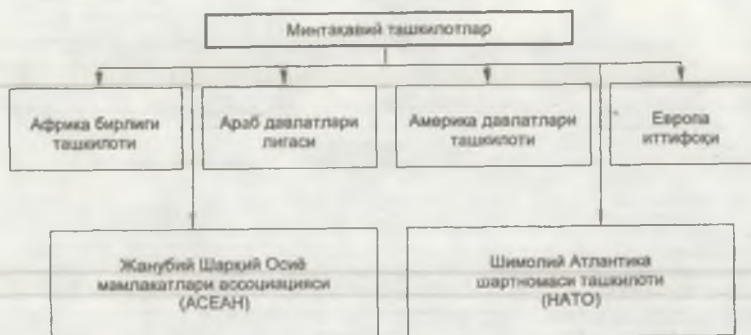 Минтакавий ташкилотлар
Африка бирлиги
ташкилоти
Араб давлатлари
лигаси
Америка давлатлари
ташкилоти
Европа
иттифоқи
Жанубий Шарқий Осиё
мамлакатлари ассоциацияси
(АСЕАН)
Шимолий Атлантика
шартномаси ташкилоти
(НАТО)